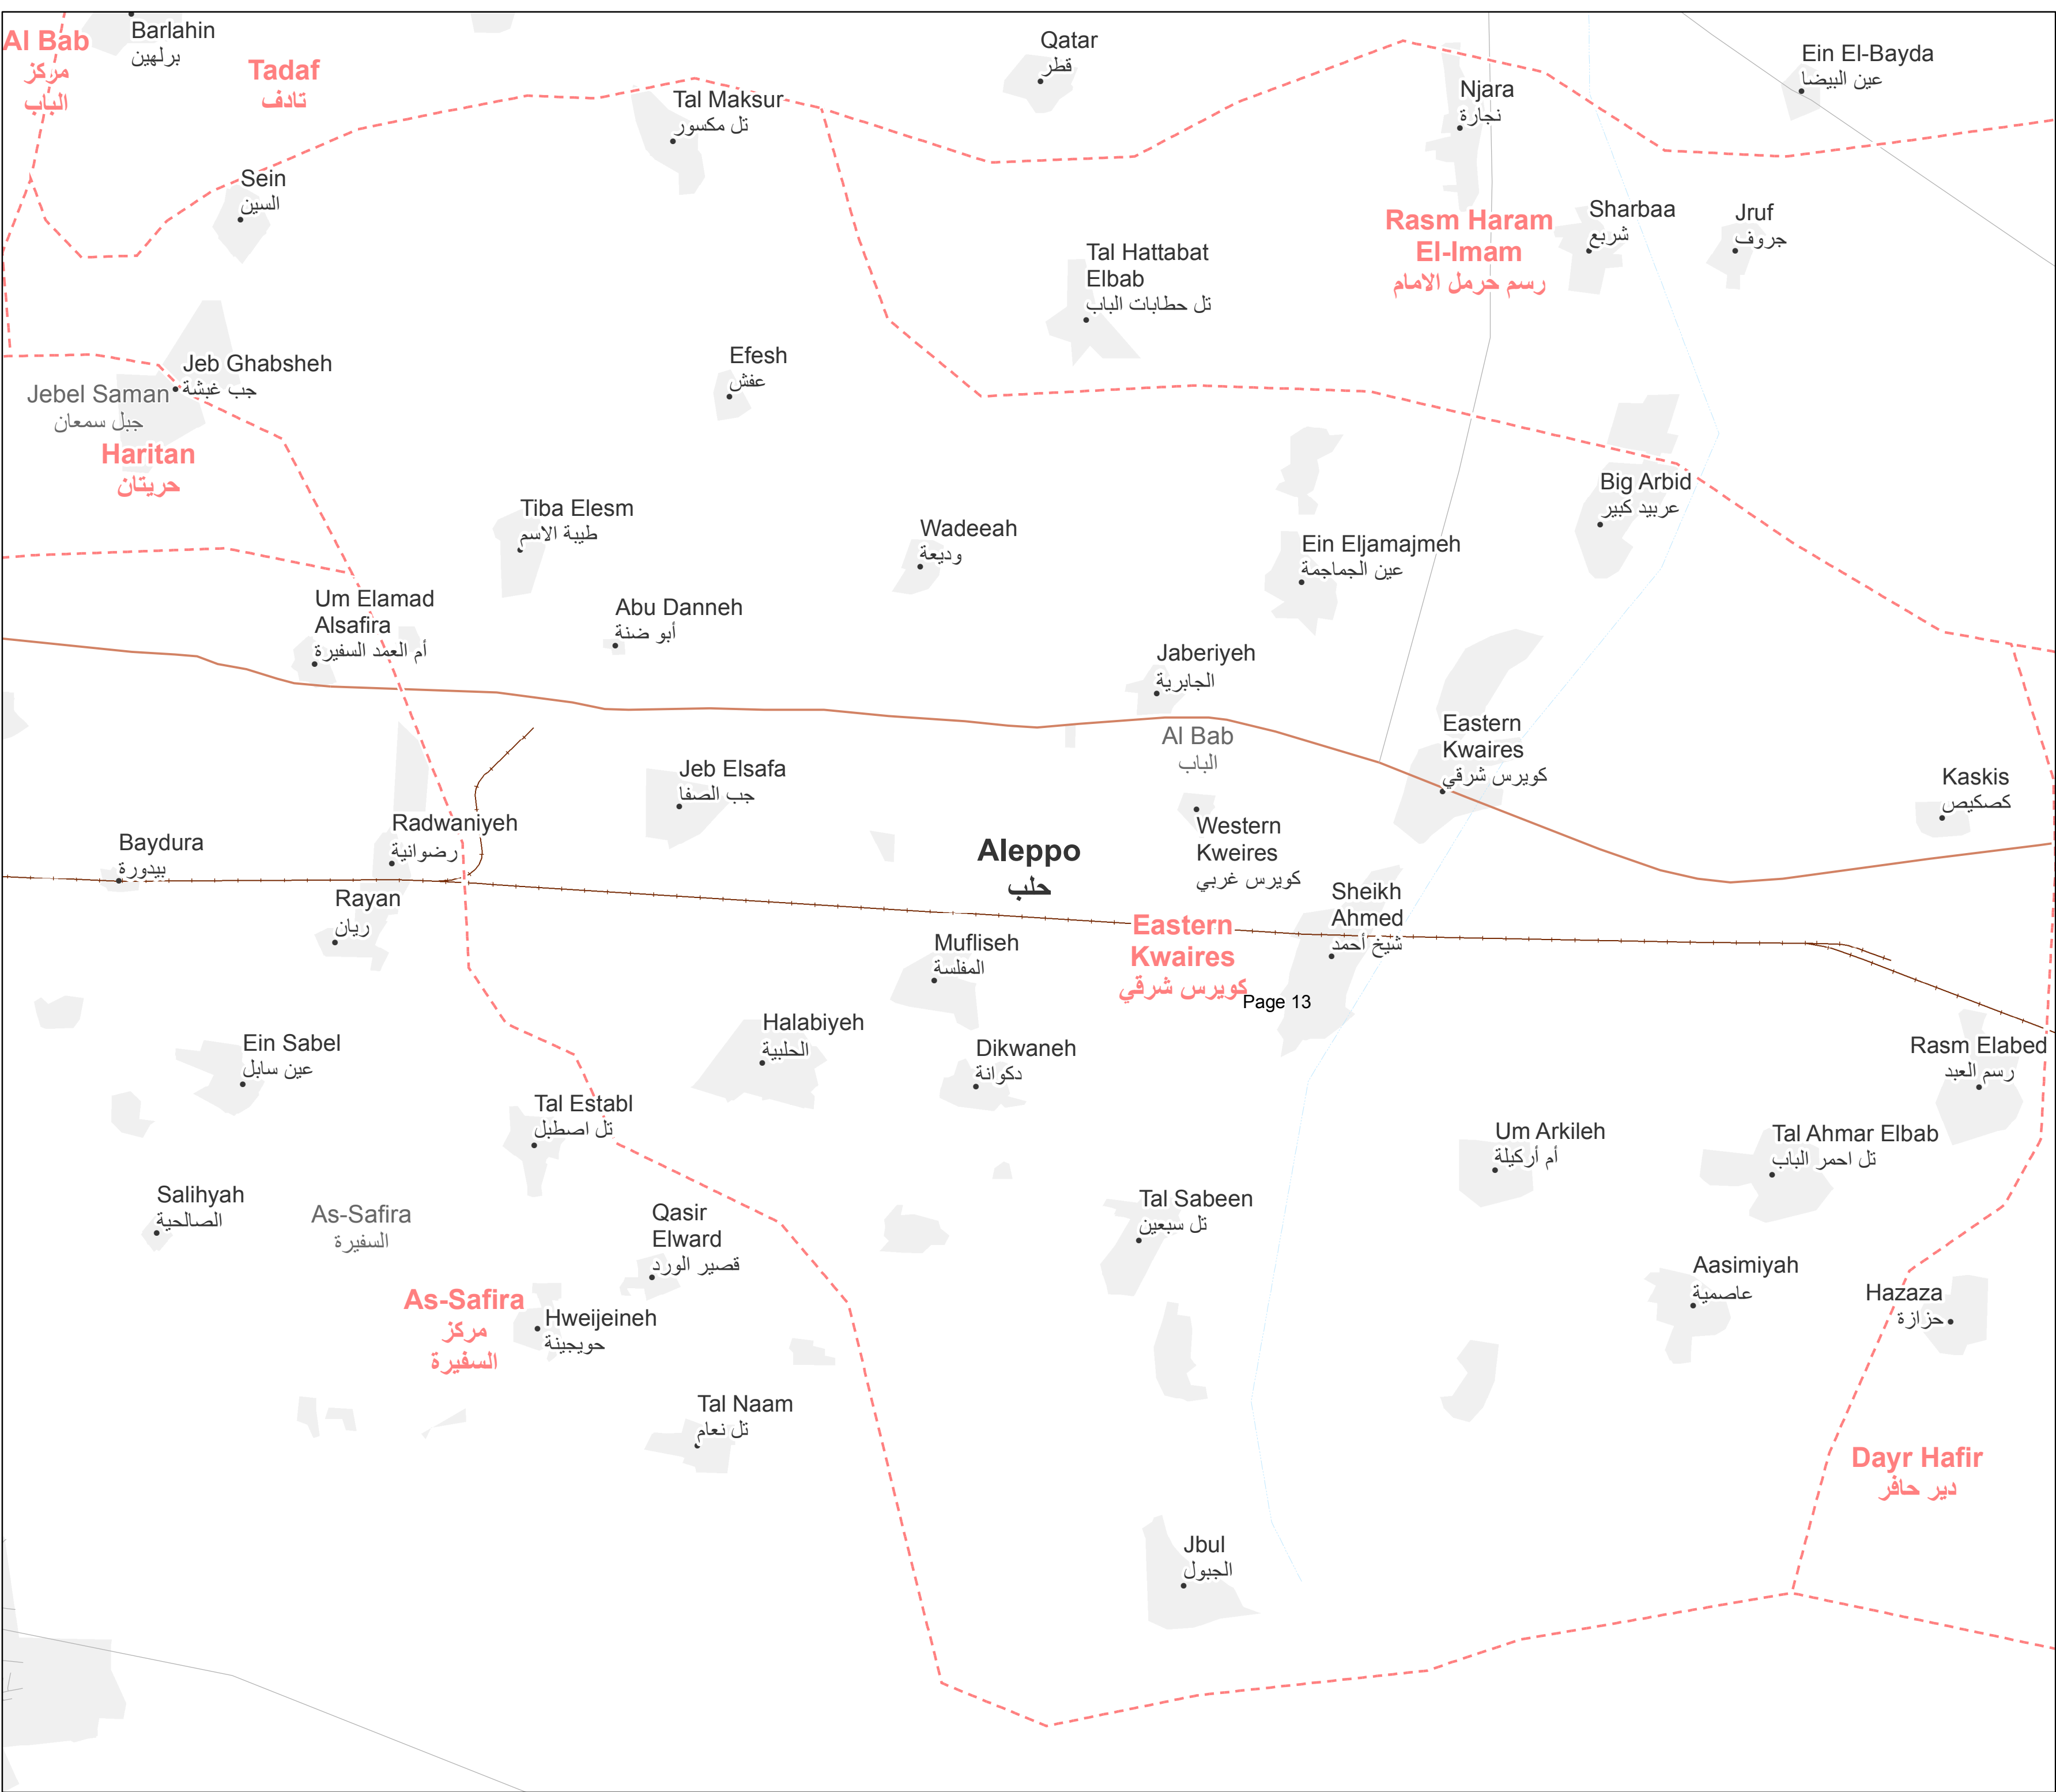 Barlahin
برلهين
Al Bab
مركز
الباب
Tadaf
تادف
Qatar
قطر
Ein El-Bayda
عين البيضا
Tal Maksur
تل مكسور
Njara
نجارة
Sein
السين
Sharbaa
شربع
Jruf
جروف
Rasm Haram
El-Imam
رسم حرمل الامام
Tal Hattabat
Elbab
تل حطابات الباب
Jeb Ghabsheh
جب غبشة
Efesh
عفش
Jebel Saman
جبل سمعان
Haritan
حريتان
Big Arbid
عربيد كبير
Tiba Elesm
طيبة الاسم
Wadeeah
وديعة
Ein Eljamajmeh
عين الجماجمة
Um Elamad
Alsafira
أم العمد السفيرة
Abu Danneh
أبو ضنة
Jaberiyeh
الجابرية
Al Bab
الباب
Eastern
Kwaires
كويرس شرقي
Jeb Elsafa
جب الصفا
Kaskis
كصكيص
Radwaniyeh
رضوانية
Western
Kweires
كويرس غربي
Baydura
بيدورة
Aleppo
حلب
Rayan
ريان
Sheikh
Ahmed
شيخ أحمد
Eastern
Kwaires
كويرس شرقي
Mufliseh
المفلسة
Page 13
Halabiyeh
الحلبية
Ein Sabel
عين سابل
Dikwaneh
دكوانة
Rasm Elabed
رسم العبد
Tal Establ
تل اصطبل
Um Arkileh
أم أركيلة
Tal Ahmar Elbab
تل احمر الباب
Salihyah
الصالحية
As-Safira
السفيرة
Qasir
Elward
قصير الورد
Tal Sabeen
تل سبعين
Aasimiyah
عاصمية
Hazaza
حزازة
As-Safira
مركز
السفيرة
Hweijeineh
حويجينة
Tal Naam
تل نعام
Dayr Hafir
دير حافر
Jbul
الجبول